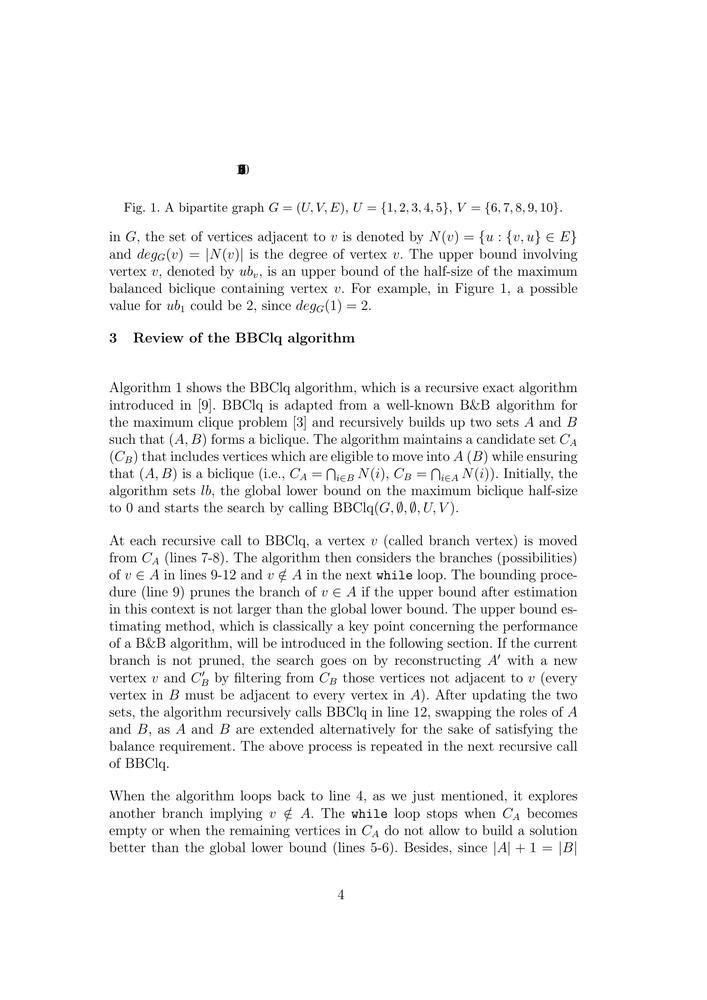 Fig. 1. A bipartite graph G = (U, V, E), U = {1, 2, 3, 4, 5}, V = {6, 7, 8, 9, 10}.
in G, the set of vertices adjacent to v is denoted by N(v) = {u : {v, u} ∈ E}
and deg_G(v) = |N(v)| is the degree of vertex v. The upper bound involving
vertex v, denoted by ub_v, is an upper bound of the half-size of the maximum
balanced biclique containing vertex v. For example, in Figure 1, a possible
value for ub_1 could be 2, since deg_G(1) = 2.
3 Review of the BBClq algorithm
Algorithm 1 shows the BBClq algorithm, which is a recursive exact algorithm
introduced in [9]. BBClq is adapted from a well-known B&B algorithm for
the maximum clique problem [3] and recursively builds up two sets A and B
such that (A, B) forms a biclique. The algorithm maintains a candidate set C_A
(C_B) that includes vertices which are eligible to move into A (B) while ensuring
that (A, B) is a biclique (i.e., C_A = ⋂_{i∈B} N(i), C_B = ⋂_{i∈A} N(i)). Initially, the
algorithm sets lb, the global lower bound on the maximum biclique half-size
to 0 and starts the search by calling BBClq(G, ∅, ∅, U, V).
At each recursive call to BBClq, a vertex v (called branch vertex) is moved
from C_A (lines 7-8). The algorithm then considers the branches (possibilities)
of v ∈ A in lines 9-12 and v ∉ A in the next while loop. The bounding proce-
dure (line 9) prunes the branch of v ∈ A if the upper bound after estimation
in this context is not larger than the global lower bound. The upper bound es-
timating method, which is classically a key point concerning the performance
of a B&B algorithm, will be introduced in the following section. If the current
branch is not pruned, the search goes on by reconstructing A′ with a new
vertex v and C′_B by filtering from C_B those vertices not adjacent to v (every
vertex in B must be adjacent to every vertex in A). After updating the two
sets, the algorithm recursively calls BBClq in line 12, swapping the roles of A
and B, as A and B are extended alternatively for the sake of satisfying the
balance requirement. The above process is repeated in the next recursive call
of BBClq.
When the algorithm loops back to line 4, as we just mentioned, it explores
another branch implying v ∉ A. The while loop stops when C_A becomes
empty or when the remaining vertices in C_A do not allow to build a solution
better than the global lower bound (lines 5-6). Besides, since |A| + 1 = |B|
4